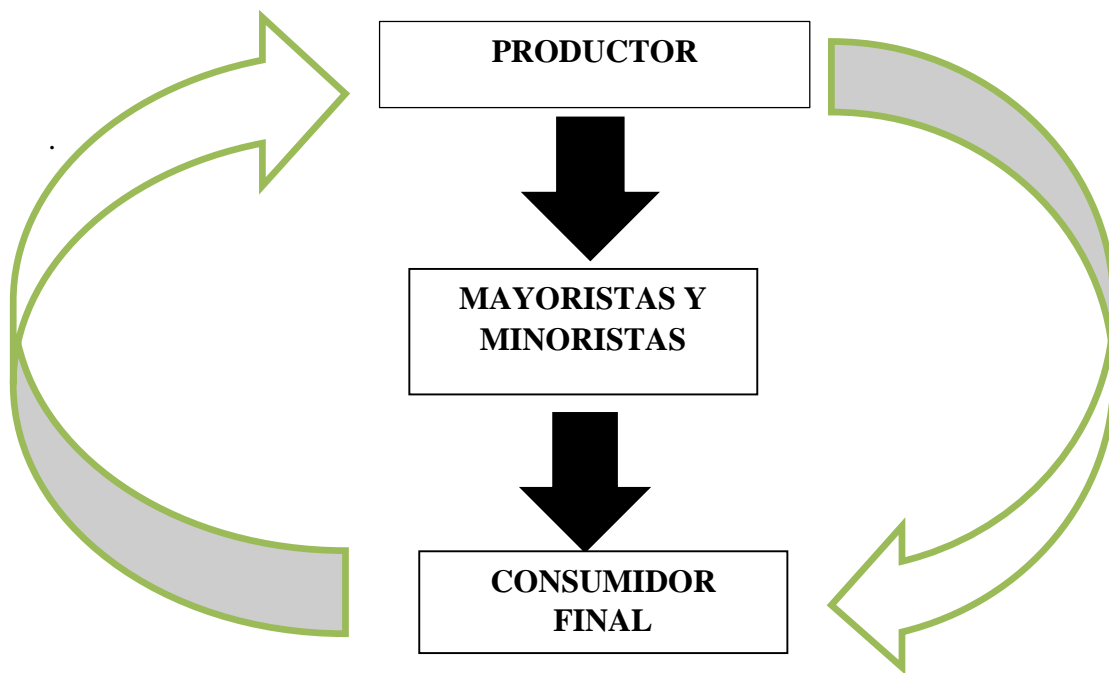 PRODUCTOR
.
MAYORISTAS Y
MINORISTAS
CONSUMIDOR
FINAL